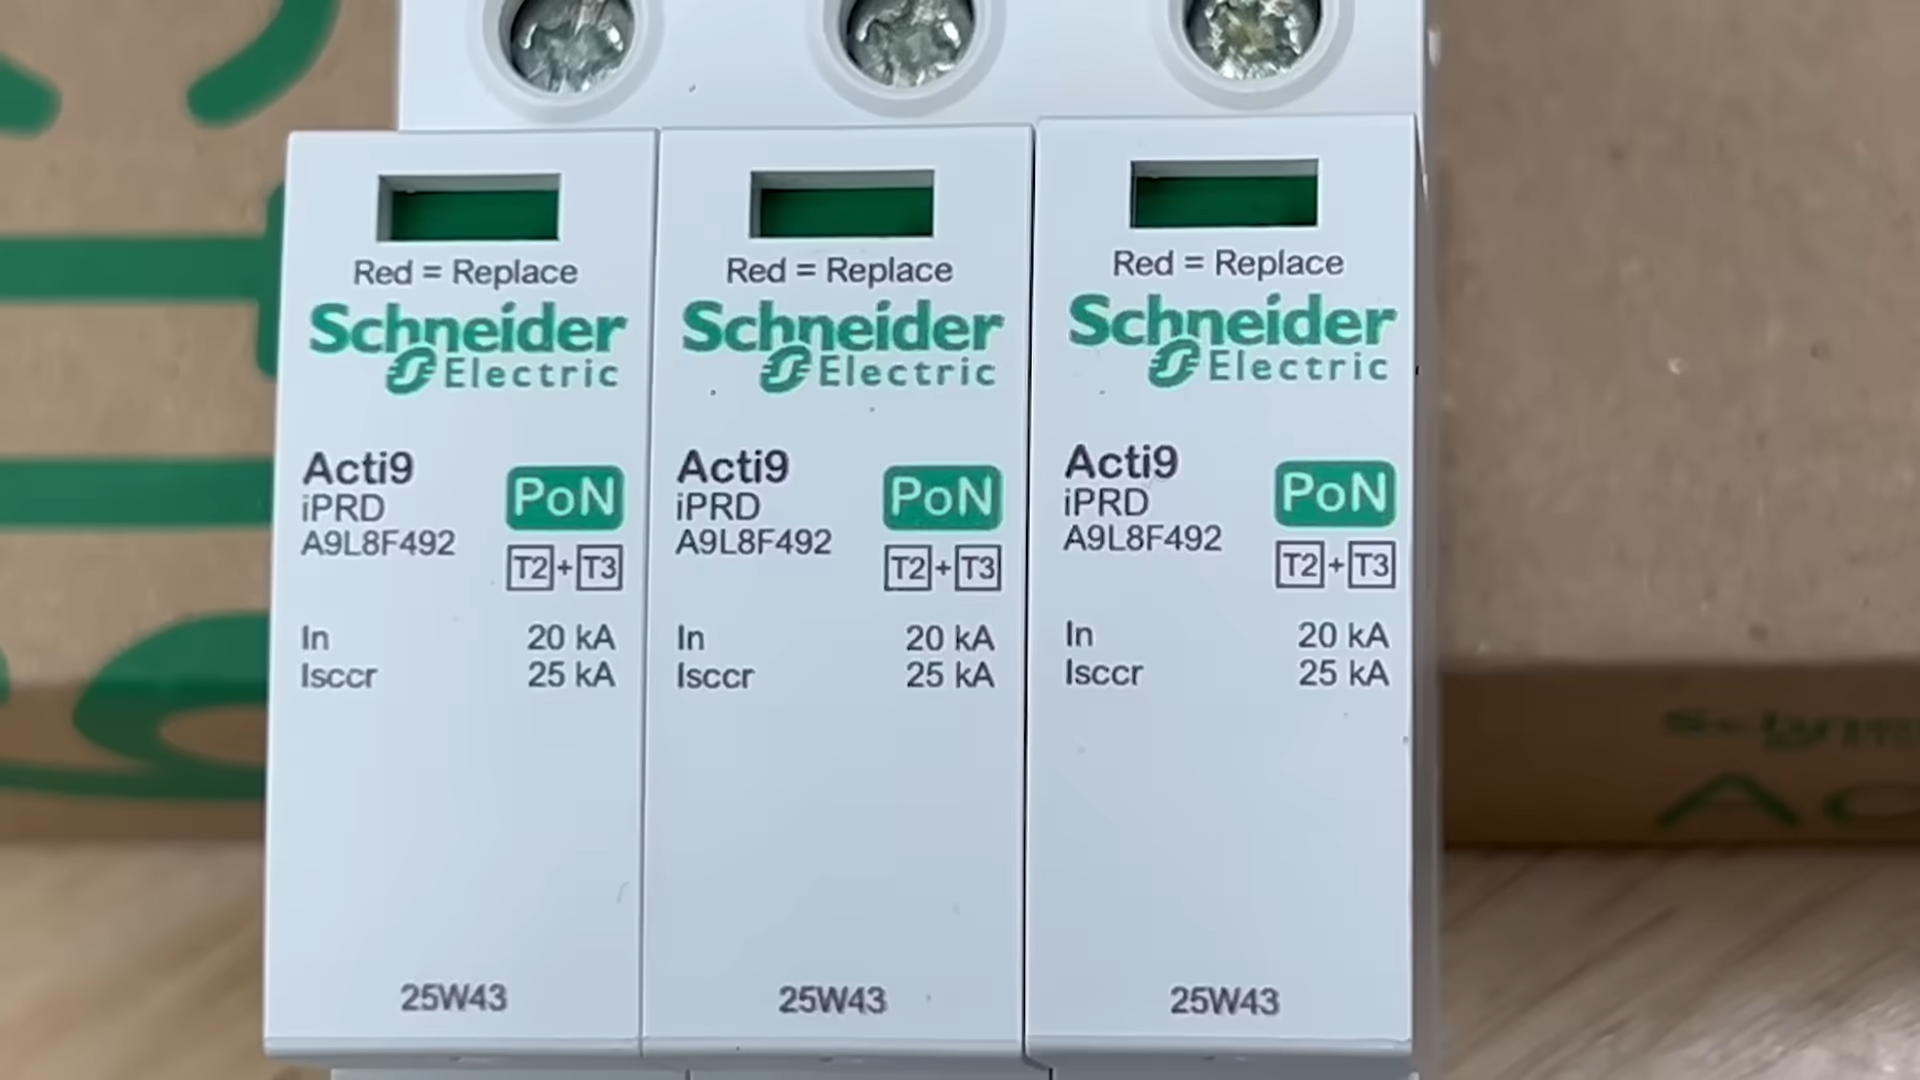 Red = Replace
Schneider
Electric
Acti9
iPRD
A9L8F492
PoN
T2+T3
In 20 kA
Isccr 25 kA
25W43
Red = Replace
Schneider
Electric
Acti9
iPRD
A9L8F492
PoN
T2+T3
In 20 kA
Isccr 25 kA
25W43
Red = Replace
Schneider
Electric
Acti9
iPRD
A9L8F492
PoN
T2+T3
In 20 kA
Isccr 25 kA
25W43